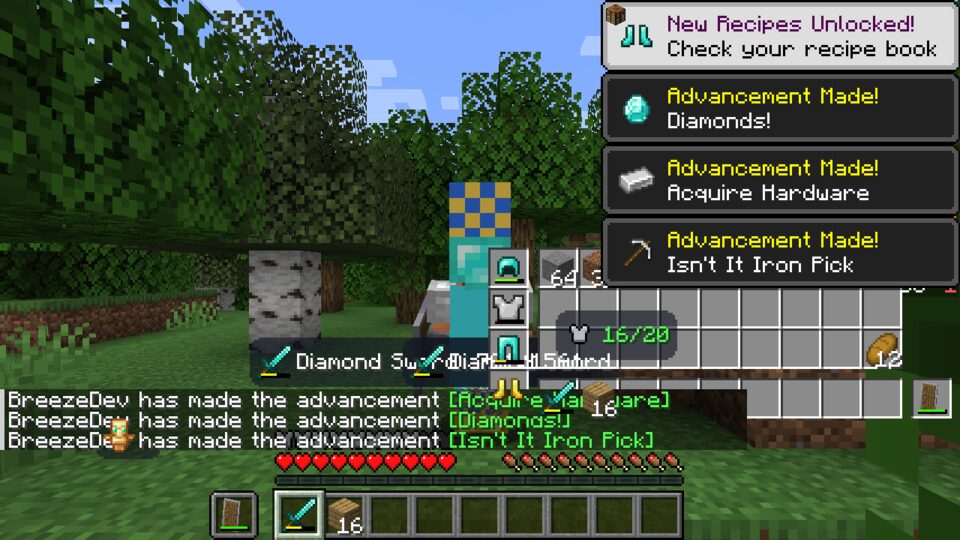 New Recipes Unlocked!
Check your recipe book
Advancement Made!
Diamonds!
Advancement Made!
Acquire Hardware
Advancement Made!
Isn't It Iron Pick
64
16/20
12
Diamond
BreezeDev has made the advancement [Acquire Hardware]
16
BreezeDev has made the advancement [Diamonds!]
BreezeDev has made the advancement [Isn't It Iron Pick]
16